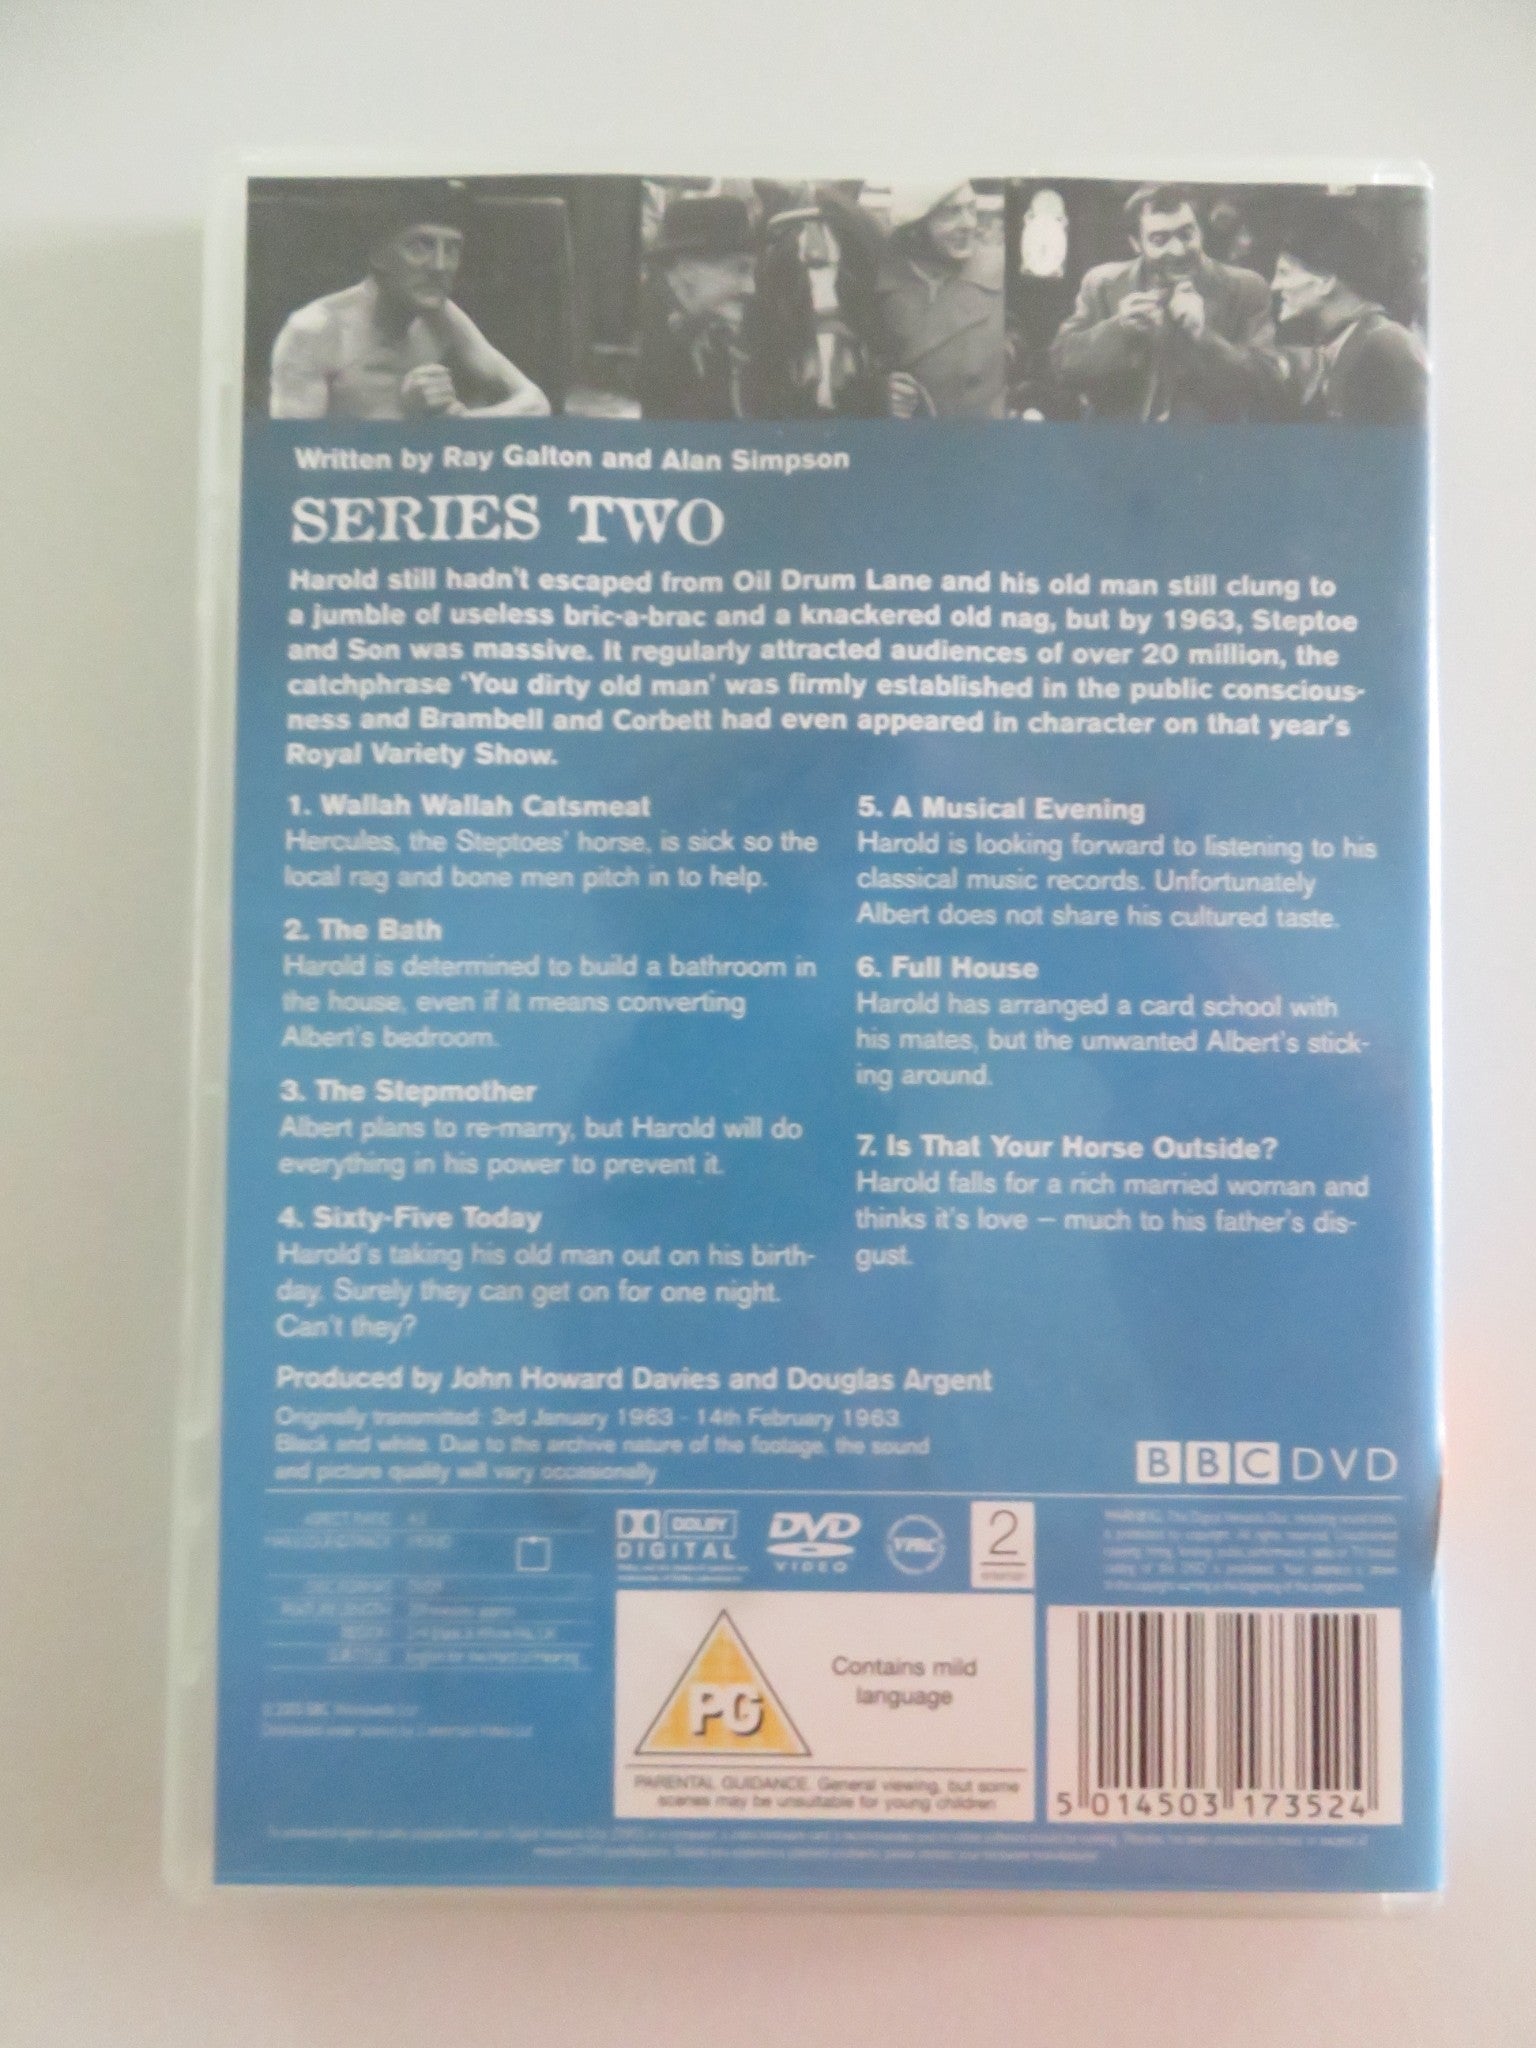 Written by Ray Galton and Alan Simpson
SERIES TWO
Harold still hadn't escaped from Oil Drum Lane and his old man still clung to
a jumble of useless bric-a-brac and a knackered old nag, but by 1963, Steptoe
and Son was massive. It regularly attracted audiences of over 20 million, the
catchphrase 'You dirty old man' was firmly established in the public conscious-
ness and Brambell and Corbett had even appeared in character on that year's
Royal Variety Show.
1. Wallah Wallah Catsmeat
Hercules, the Steptoes' horse, is sick so the
local rag and bone men pitch in to help.
2. The Bath
Harold is determined to build a bathroom in
the house, even if it means converting
Albert's bedroom.
3. The Stepmother
Albert plans to re-marry, but Harold will do
everything in his power to prevent it.
4. Sixty-Five Today
Harold's taking his old man out on his birth-
day. Surely they can get on for one night.
Can't they?
5. A Musical Evening
Harold is looking forward to listening to his
classical music records. Unfortunately
Albert does not share his cultured taste.
6. Full House
Harold has arranged a card school with
his mates, but the unwanted Albert's stick-
ing around.
7. Is That Your Horse Outside?
Harold falls for a rich married woman and
thinks it's love – much to his father's dis-
gust.
Produced by John Howard Davies and Douglas Argent
Originally transmitted: 3rd January 1963 - 14th February 1963
Black and white. Due to the archive nature of the footage, the sound
and picture quality will vary occasionally
BBC DVD
DOLBY
DIGITAL
DVD
VIDEO
VPRC
2
entertain
PG
Contains mild
language
PARENTAL GUIDANCE. General viewing, but some
scenes may be unsuitable for young children
5 014503 173524